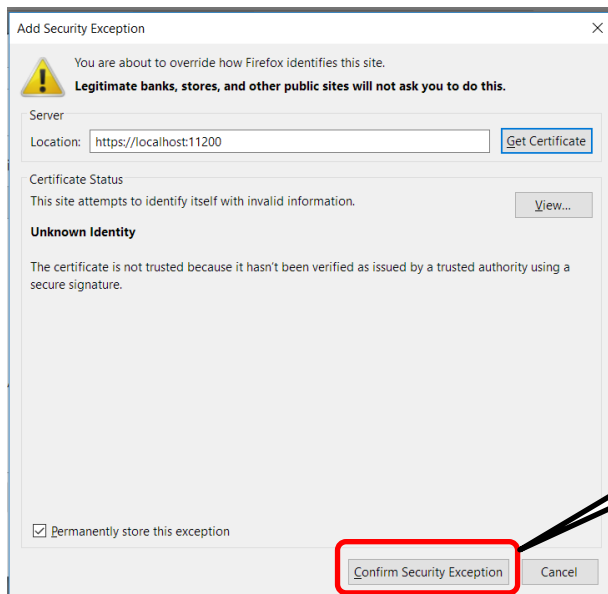 Add Security Exception
You are about to override how Firefox identifies this site.
Legitimate banks, stores, and other public sites will not ask you to do this.
Server
Location: https://localhost:11200 Get Certificate
Certificate Status
This site attempts to identify itself with invalid information. View...
Unknown Identity
The certificate is not trusted because it hasn't been verified as issued by a trusted authority using a
secure signature.
Permanently store this exception
Confirm Security Exception Cancel